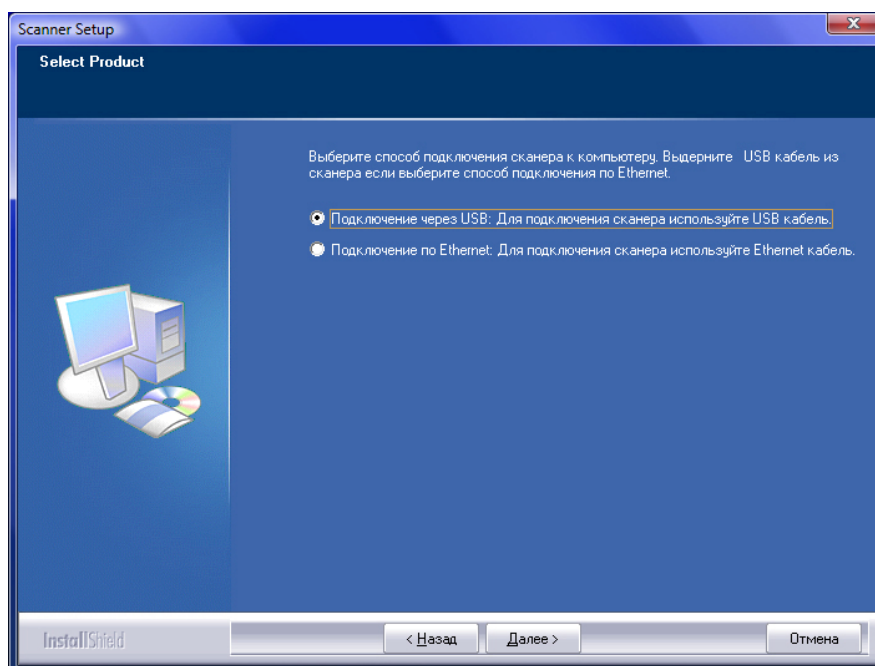 Scanner Setup
Select Product
Выберите способ подключения сканера к компьютеру. Выдерните USB кабель из
сканера если выберите способ подключения по Ethernet.
Подключение через USB: Для подключения сканера используйте USB кабель.
Подключение по Ethernet: Для подключения сканера используйте Ethernet кабель.
InstallShield
< Назад
Далее >
Отмена